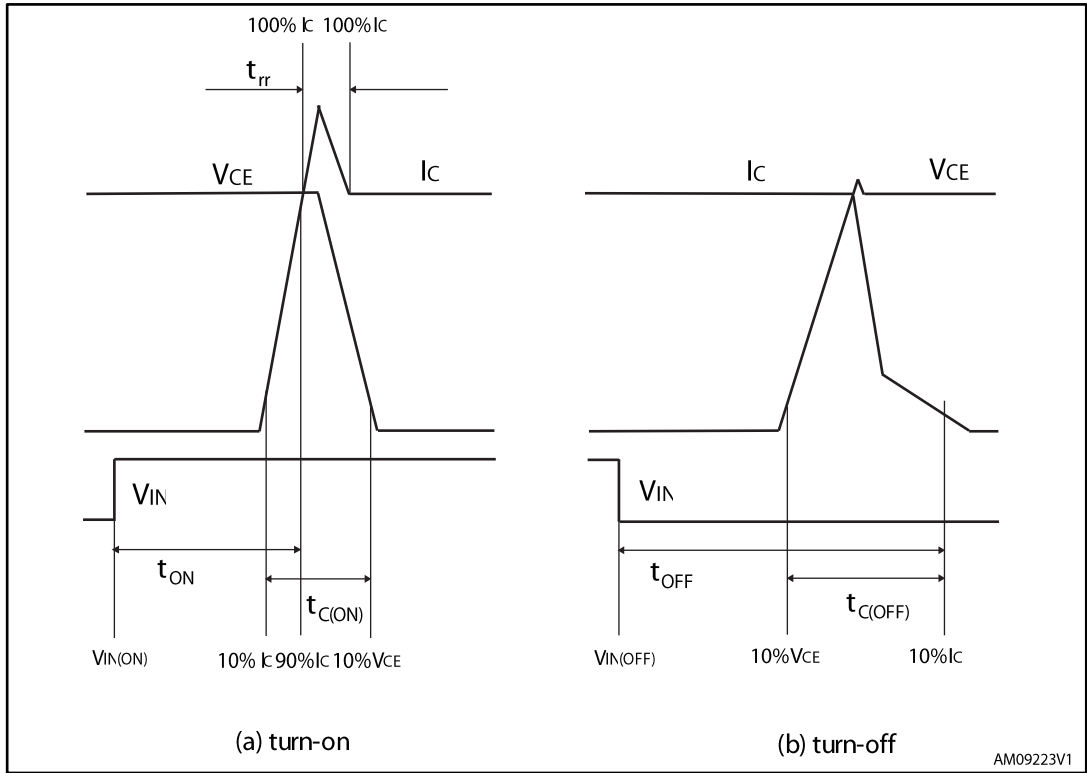 100% IC 100% IC
trr
VCE IC
VIN
tON
tC(ON)
VIN(ON) 10% IC 90% IC 10% VCE
(a) turn-on
IC VCE
VIN
tOFF
tC(OFF)
VIN(OFF) 10% VCE 10% IC
(b) turn-off
AM09223V1